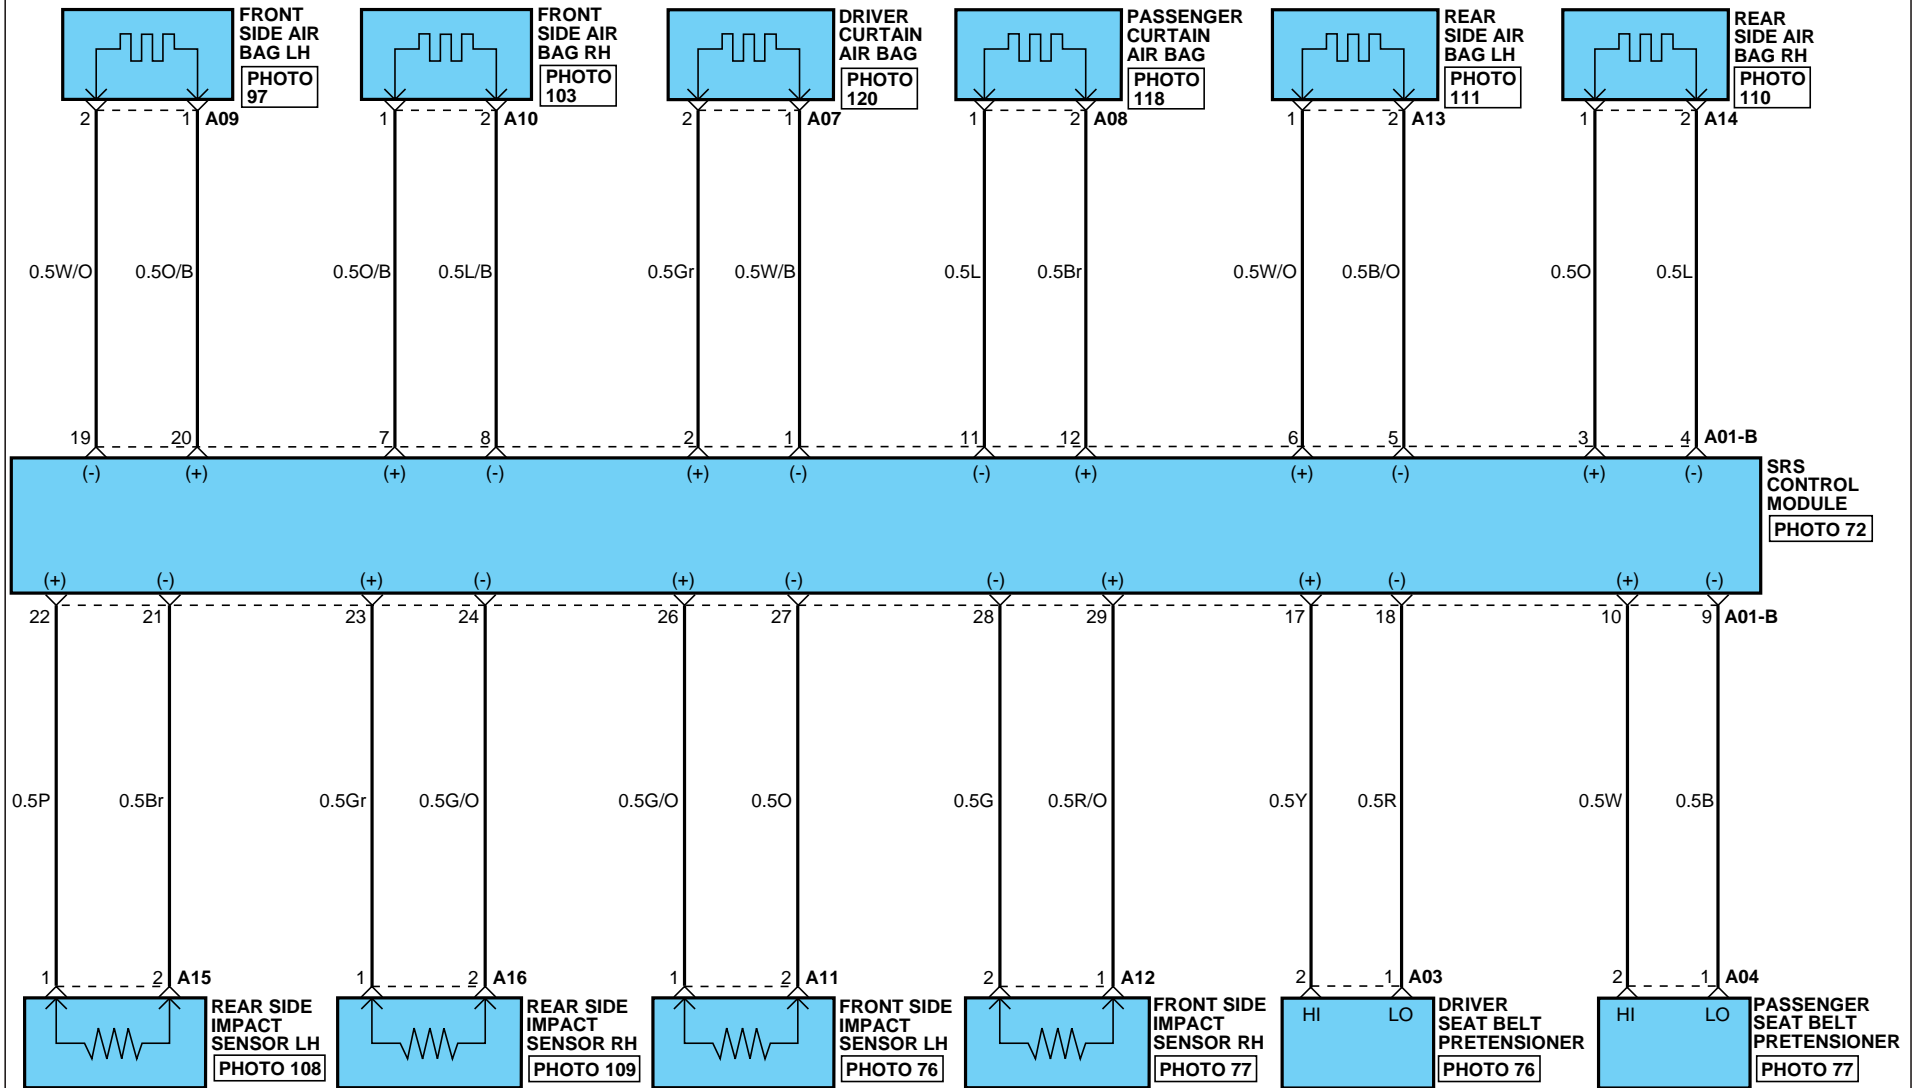 FRONT
SIDE AIR
BAG LH
PHOTO
97
FRONT
SIDE AIR
BAG RH
PHOTO
103
DRIVER
CURTAIN
AIR BAG
PHOTO
120
PASSENGER
CURTAIN
AIR BAG
PHOTO
118
REAR
SIDE AIR
BAG LH
PHOTO
111
REAR
SIDE AIR
BAG RH
PHOTO
110
2 1 A09 1 2 A10 2 1 A07 1 2 A08 1 2 A13 1 2 A14
0.5W/O 0.5O/B 0.5O/B 0.5L/B 0.5Gr 0.5W/B 0.5L 0.5Br 0.5W/O 0.5B/O 0.5O 0.5L
19 20 7 8 2 1 11 12 6 5 3 4 A01-B
(-) (+) (+) (-) (+) (-) (-) (+) (+) (-) (+) (-)
SRS
CONTROL
MODULE
PHOTO 72
(+) (-) (+) (-) (+) (-) (-) (+) (+) (-) (+) (-)
22 21 23 24 26 27 28 29 17 18 10 9 A01-B
0.5P 0.5Br 0.5Gr 0.5G/O 0.5G/O 0.5O 0.5G 0.5R/O 0.5Y 0.5R 0.5W 0.5B
1 2 A15 1 2 A16 1 2 A11 2 1 A12 2 1 A03 2 1 A04
REAR SIDE
IMPACT
SENSOR LH
PHOTO 108
REAR SIDE
IMPACT
SENSOR RH
PHOTO 109
FRONT SIDE
IMPACT
SENSOR LH
PHOTO 76
FRONT SIDE
IMPACT
SENSOR RH
PHOTO 77
HI LO
DRIVER
SEAT BELT
PRETENSIONER
PHOTO 76
HI LO
PASSENGER
SEAT BELT
PRETENSIONER
PHOTO 77